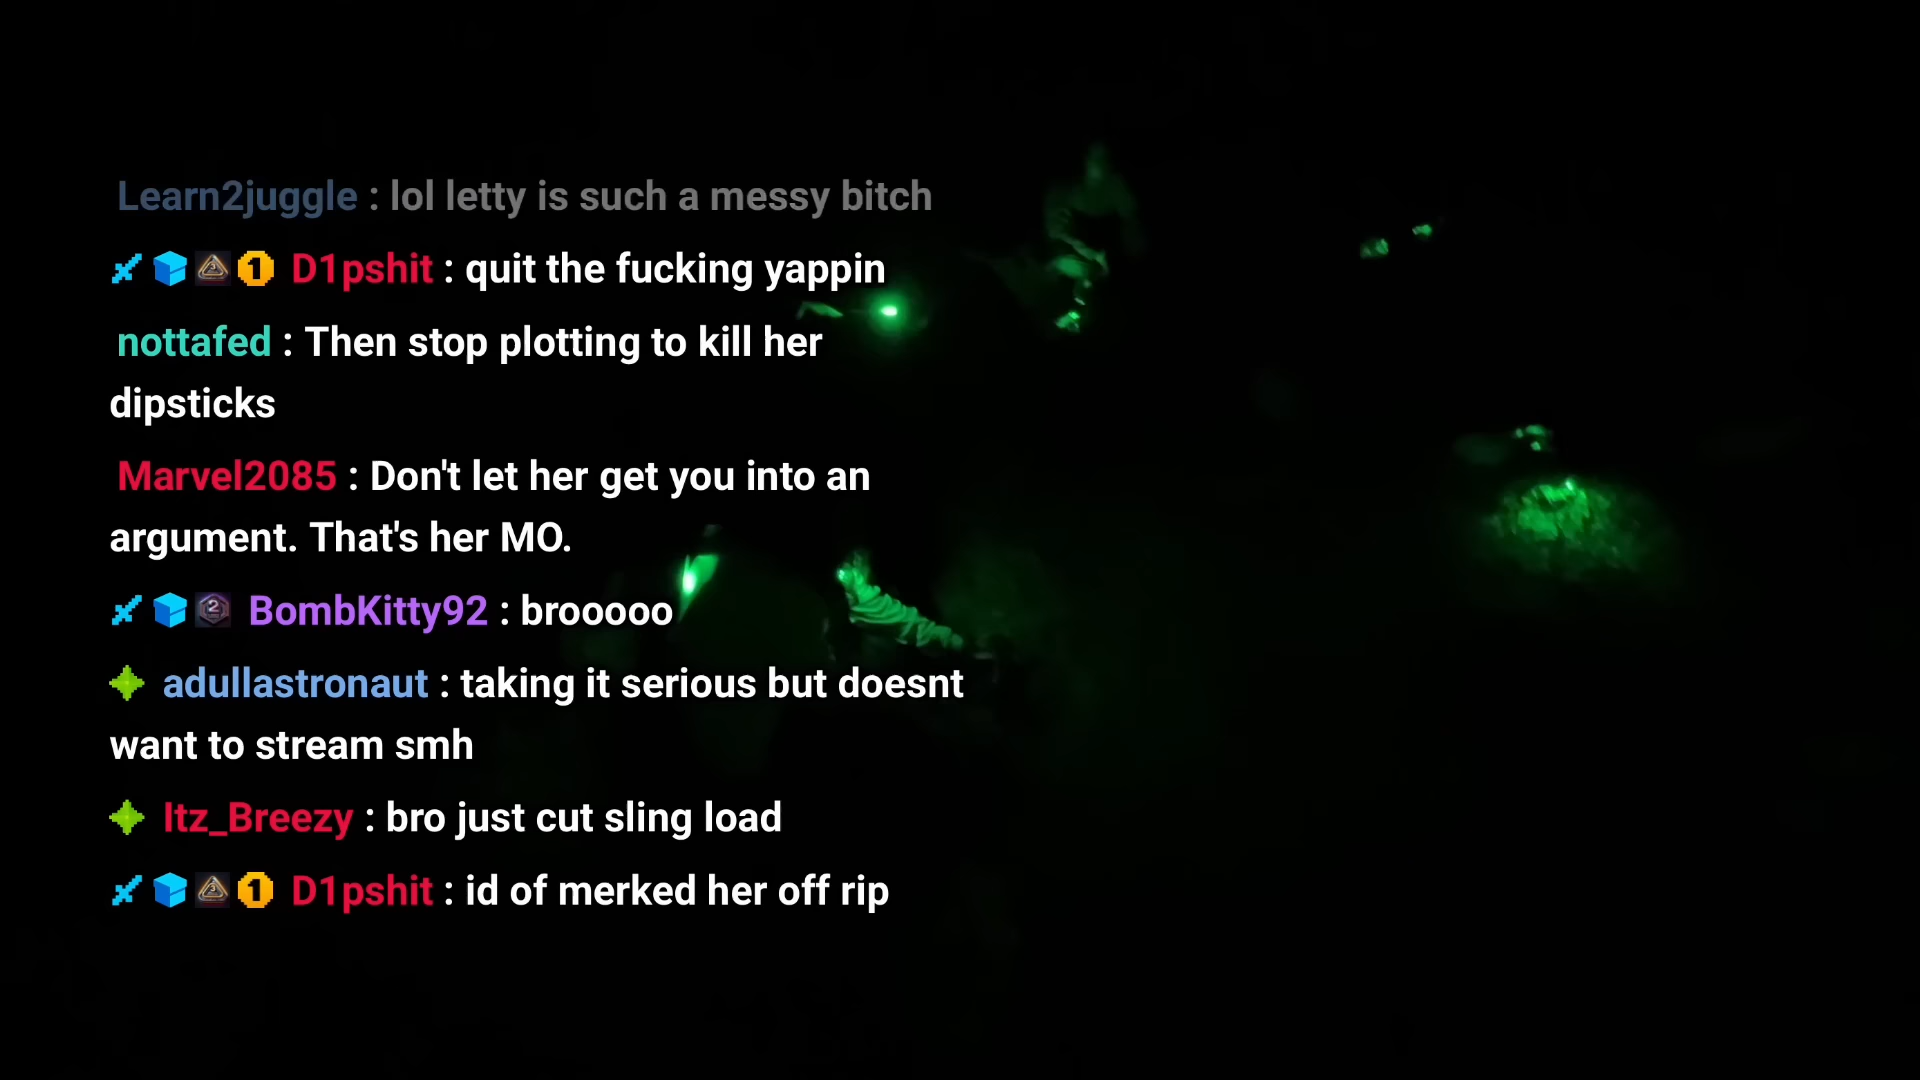 Learn2juggle : lol letty is such a messy bitch
D1pshit : quit the fucking yappin
nottafed : Then stop plotting to kill her
dipsticks
Marvel2085 : Don't let her get you into an
argument. That's her MO.
BombKitty92 : brooooo
adullastronaut : taking it serious but doesnt
want to stream smh
Itz_Breezy : bro just cut sling load
D1pshit : id of merked her off rip